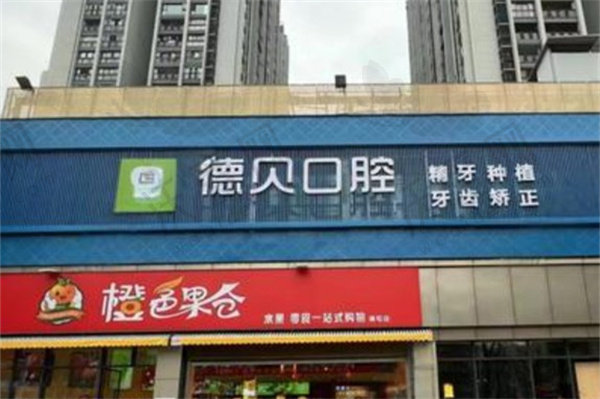 德贝口腔
精牙种植
牙齿矫正
橙色果仓
水果 零食一站式购物